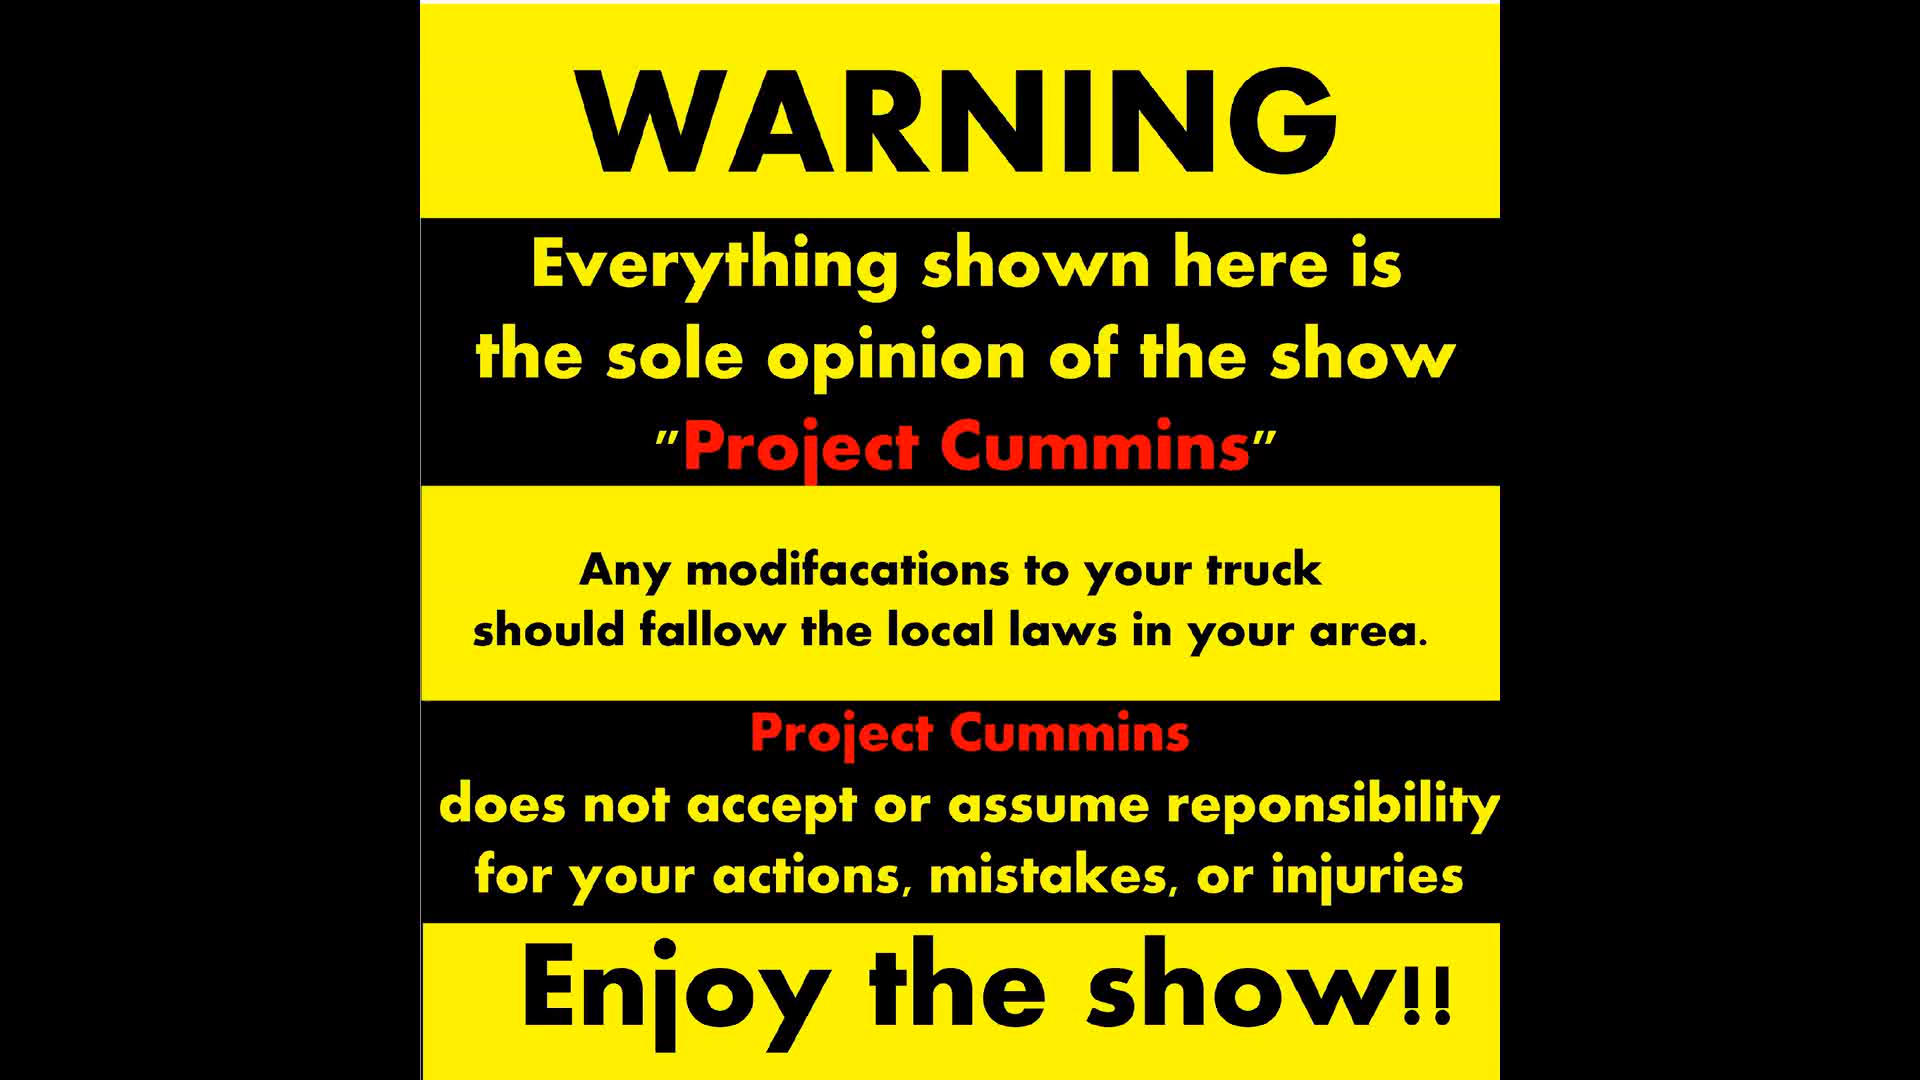 WARNING
Everything shown here is
the sole opinion of the show
"Project Cummins"
Any modifacations to your truck
should fallow the local laws in your area.
Project Cummins
does not accept or assume reponsibility
for your actions, mistakes, or injuries
Enjoy the show!!